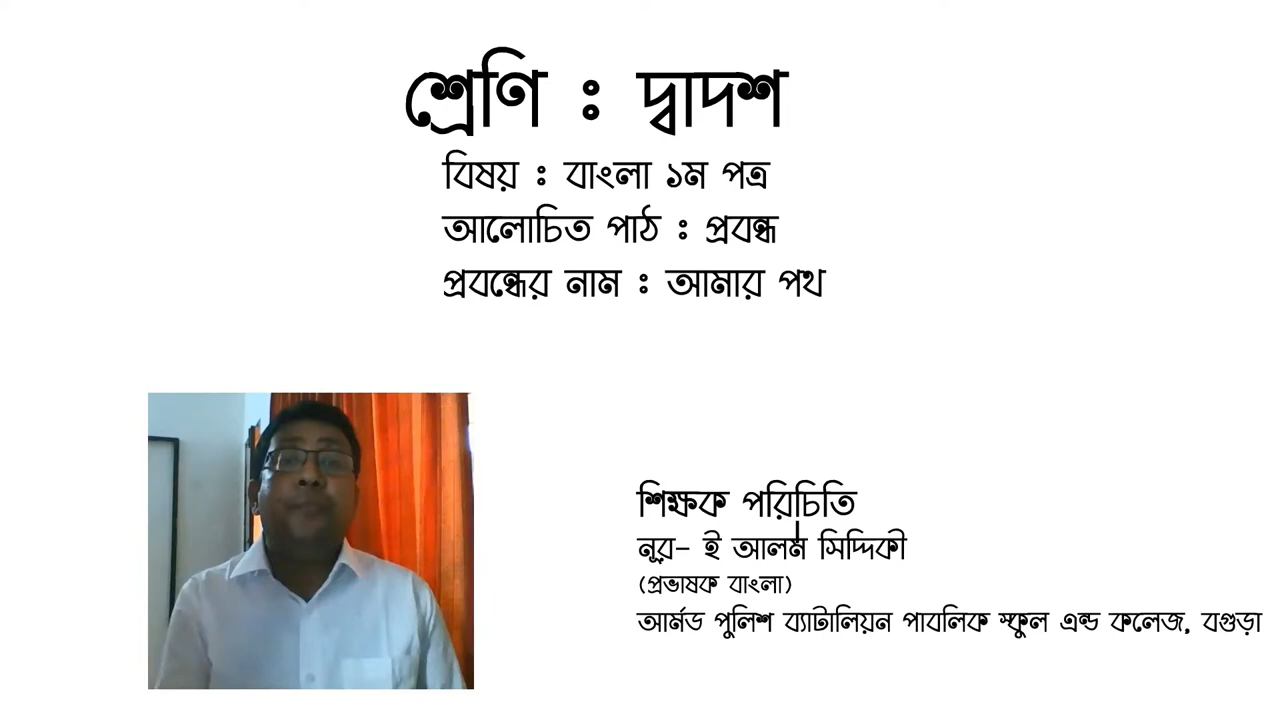 শ্রেণি : দ্বাদশ
বিষয় : বাংলা ১ম পত্র
আলোচিত পাঠ : প্রবন্ধ
প্রবন্ধের নাম : আমার পথ
শিক্ষক পরিচিতি
নূর- ই আলম সিদ্দিকী
(প্রভাষক বাংলা)
আর্মড পুলিশ ব্যাটালিয়ন পাবলিক স্কুল এন্ড কলেজ, বগুড়া